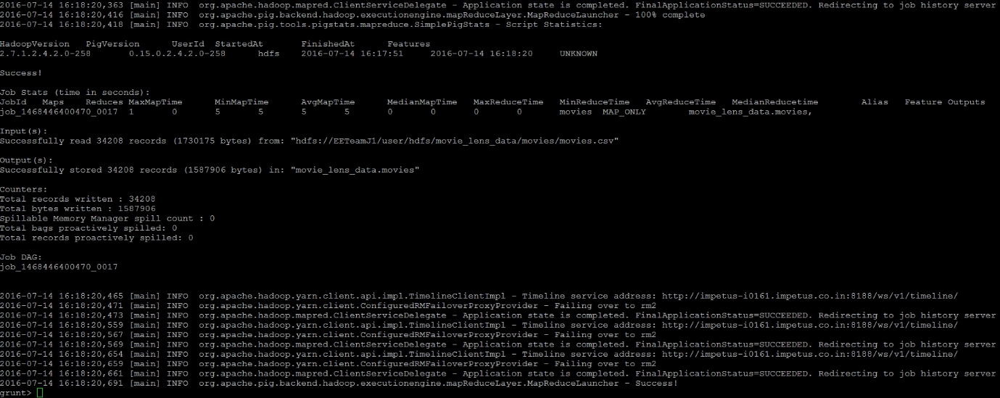 2016-07-14 16:18:20,363 [main] INFO  org.apache.hadoop.mapred.ClientServiceDelegate - Application state is completed. FinalApplicationStatus=SUCCEEDED. Redirecting to job history server
2016-07-14 16:18:20,416 [main] INFO  org.apache.pig.backend.hadoop.executionengine.mapReduceLayer.MapReduceLauncher - 100% complete
2016-07-14 16:18:20,418 [main] INFO  org.apache.pig.tools.pigstats.mapreduce.SimplePigStats - Script Statistics:
HadoopVersion   PigVersion      UserId  StartedAt       FinishedAt      Features
2.7.1.2.4.2.0-258       0.15.0.2.4.2.0-258      hdfs    2016-07-14 16:17:51     2016-07-14 16:18:20     UNKNOWN
Success!
Job Stats (time in seconds):
JobId   Maps    Reduces MaxMapTime      MinMapTime      AvgMapTime      MedianMapTime   MaxReduceTime   MinReduceTime   AvgReduceTime   MedianReducetime        Alias   Feature Outputs
job_1468446400470_0017  1       0       5       5       5       5       0       0       0       0       movies  MAP_ONLY        movie_lens_data.movies,
Input(s):
Successfully read 34208 records (1730175 bytes) from: "hdfs://EETeamJ1/user/hdfs/movie_lens_data/movies/movies.csv"
Output(s):
Successfully stored 34208 records (1587906 bytes) in: "movie_lens_data.movies"
Counters:
Total records written : 34208
Total bytes written : 1587906
Spillable Memory Manager spill count : 0
Total bags proactively spilled: 0
Total records proactively spilled: 0
Job DAG:
job_1468446400470_0017
2016-07-14 16:18:20,465 [main] INFO  org.apache.hadoop.yarn.client.api.impl.TimelineClientImpl - Timeline service address: http://impetus-i0161.impetus.co.in:8188/ws/v1/timeline/
2016-07-14 16:18:20,471 [main] INFO  org.apache.hadoop.yarn.client.ConfiguredRMFailoverProxyProvider - Failing over to rm2
2016-07-14 16:18:20,473 [main] INFO  org.apache.hadoop.mapred.ClientServiceDelegate - Application state is completed. FinalApplicationStatus=SUCCEEDED. Redirecting to job history server
2016-07-14 16:18:20,559 [main] INFO  org.apache.hadoop.yarn.client.api.impl.TimelineClientImpl - Timeline service address: http://impetus-i0161.impetus.co.in:8188/ws/v1/timeline/
2016-07-14 16:18:20,567 [main] INFO  org.apache.hadoop.yarn.client.ConfiguredRMFailoverProxyProvider - Failing over to rm2
2016-07-14 16:18:20,569 [main] INFO  org.apache.hadoop.mapred.ClientServiceDelegate - Application state is completed. FinalApplicationStatus=SUCCEEDED. Redirecting to job history server
2016-07-14 16:18:20,654 [main] INFO  org.apache.hadoop.yarn.client.api.impl.TimelineClientImpl - Timeline service address: http://impetus-i0161.impetus.co.in:8188/ws/v1/timeline/
2016-07-14 16:18:20,659 [main] INFO  org.apache.hadoop.yarn.client.ConfiguredRMFailoverProxyProvider - Failing over to rm2
2016-07-14 16:18:20,661 [main] INFO  org.apache.hadoop.mapred.ClientServiceDelegate - Application state is completed. FinalApplicationStatus=SUCCEEDED. Redirecting to job history server
2016-07-14 16:18:20,691 [main] INFO  org.apache.pig.backend.hadoop.executionengine.mapReduceLayer.MapReduceLauncher - Success!
grunt>